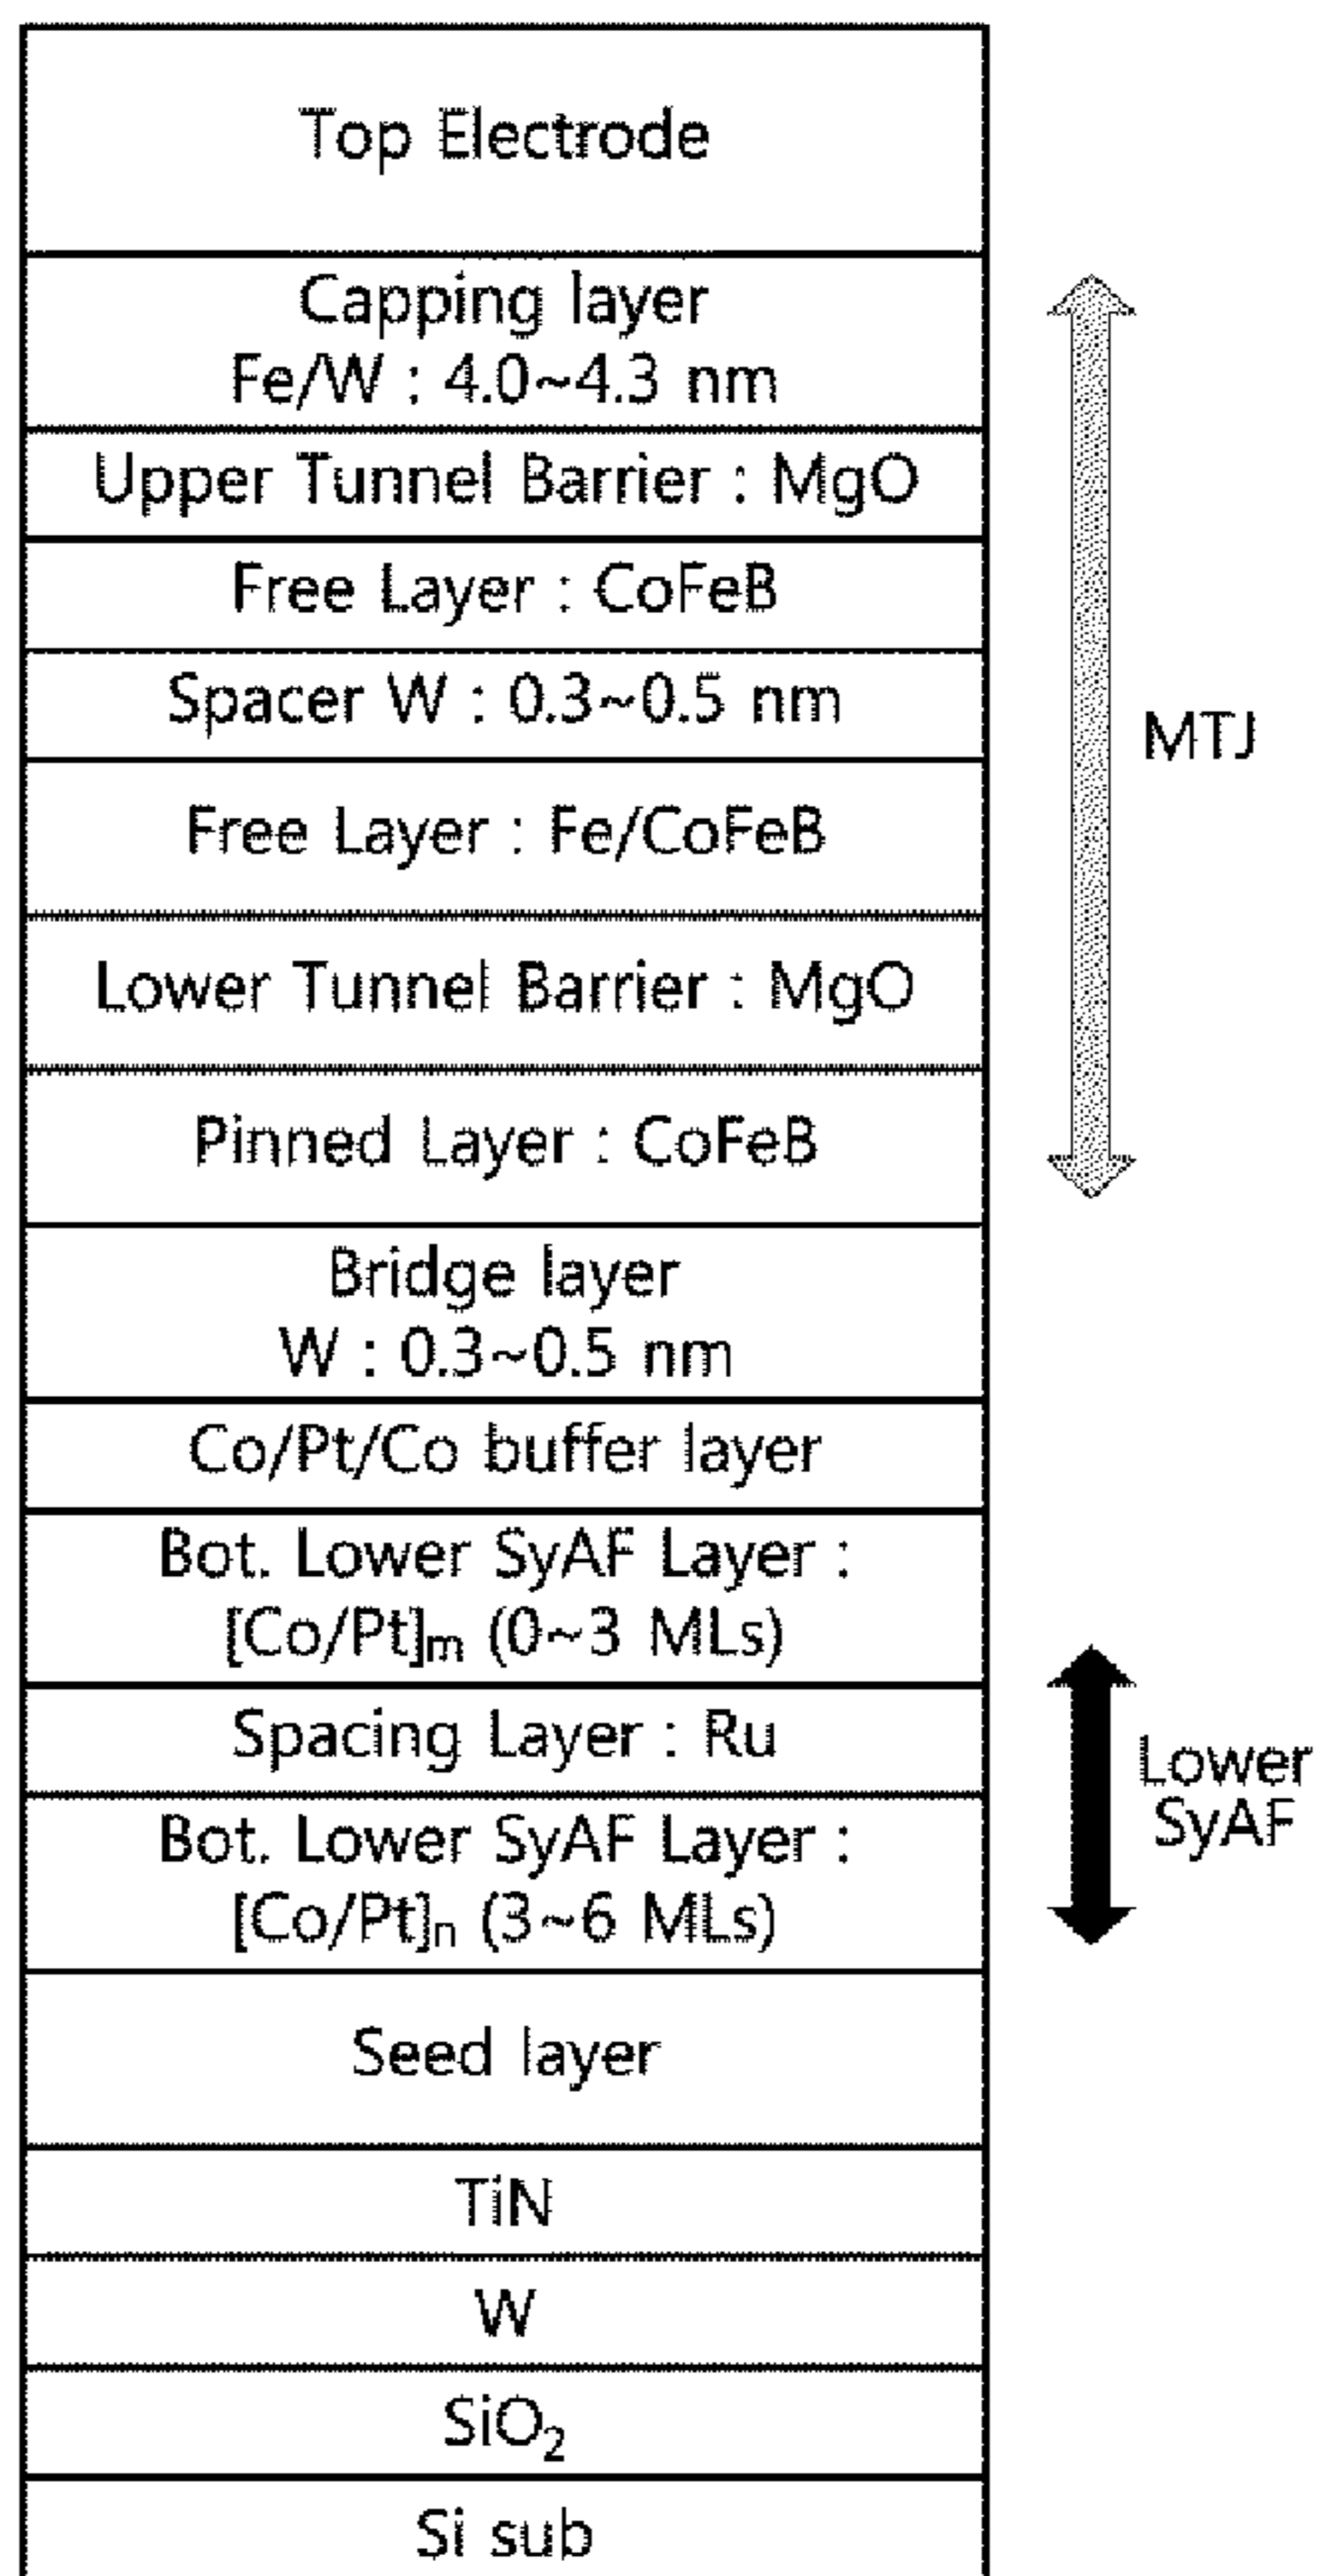 Top Electrode
Capping layer
Fe/W : 4.0~4.3 nm
Upper Tunnel Barrier : MgO
Free Layer : CoFeB
Spacer W : 0.3~0.5 nm
MTJ
Free Layer : Fe/CoFeB
Lower Tunnel Barrier : MgO
Pinned Layer : CoFeB
Bridge layer
W : 0.3~0.5 nm
Co/Pt/Co buffer layer
Bot. Lower SyAF Layer :
[Co/Pt]m (0~3 MLs)
Spacing Layer : Ru
Lower
SyAF
Bot. Lower SyAF Layer :
[Co/Pt]n (3~6 MLs)
Seed layer
TiN
W
SiO₂
Si sub